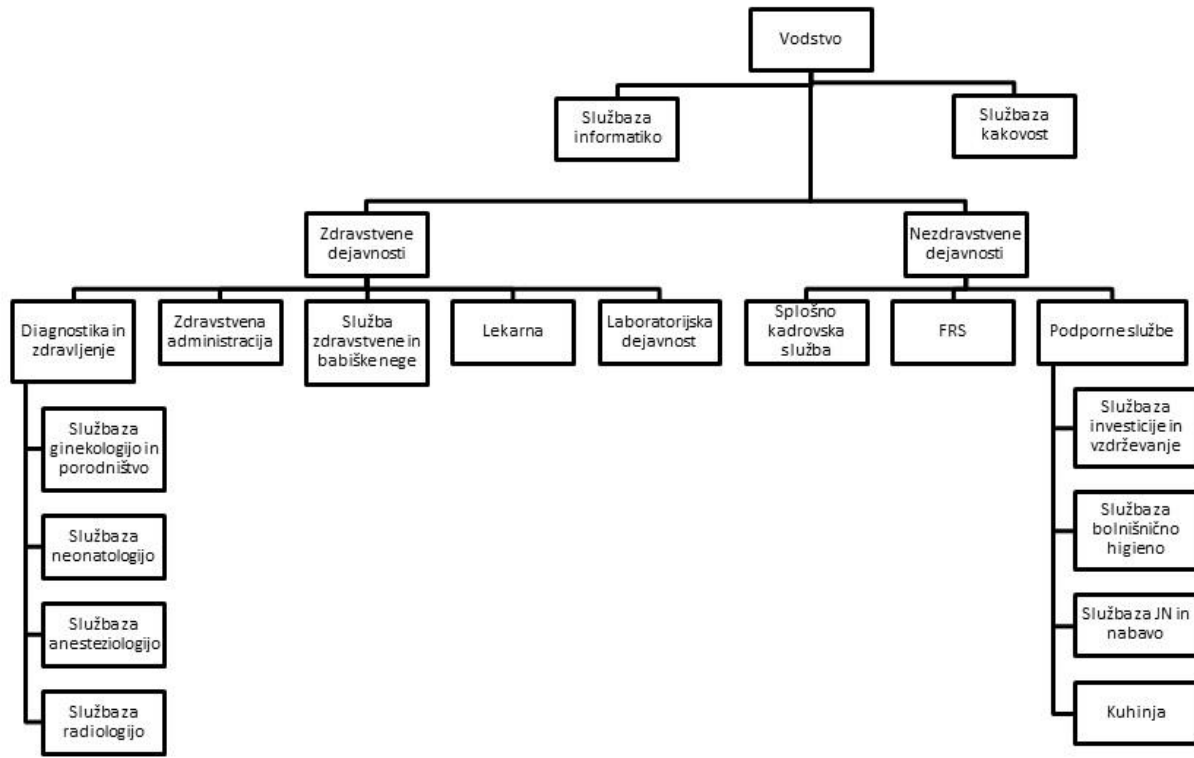 Vodstvo
Služba za
informatiko
Služba za
kakovost
Zdravstvene
dejavnosti
Nezdravstvene
dejavnosti
Diagnostika in
zdravljenje
Zdravstvena
administracija
Služba
zdravstvene in
babiške nege
Lekarna
Laboratorijska
dejavnost
Splošno
kadrovska
služba
FRS
Podporne službe
Služba za
ginekologijo in
porodništvo
Služba za
neonatologijo
Služba za
anesteziologijo
Služba za
radiologijo
Služba za
investicije in
vzdrževanje
Služba za
bolnišnično
higieno
Služba za JN in
nabavo
Kuhinja